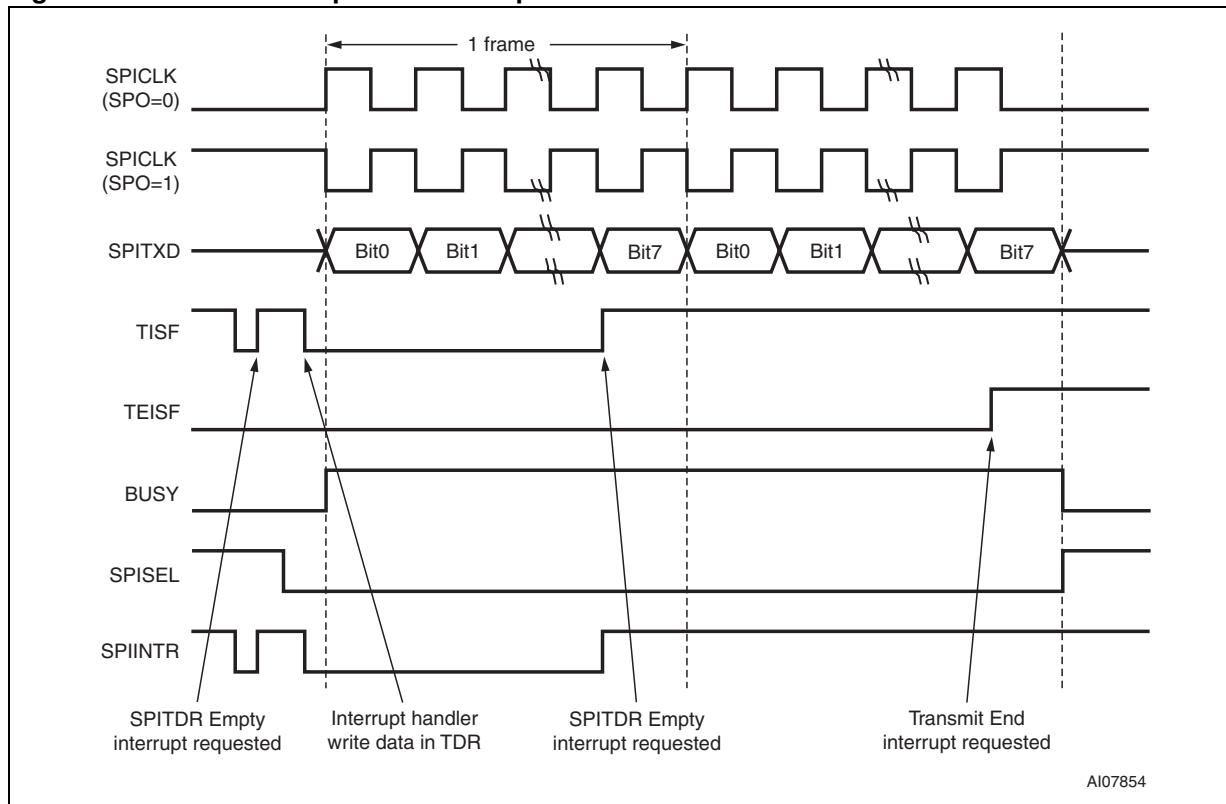 1 frame
SPICLK
(SPO=0)
SPICLK
(SPO=1)
SPITXD
Bit0
Bit1
Bit7
Bit0
Bit1
Bit7
TISF
TEISF
BUSY
SPISEL
SPIINTR
SPITDR Empty
interrupt requested
Interrupt handler
write data in TDR
SPITDR Empty
interrupt requested
Transmit End
interrupt requested
AI07854